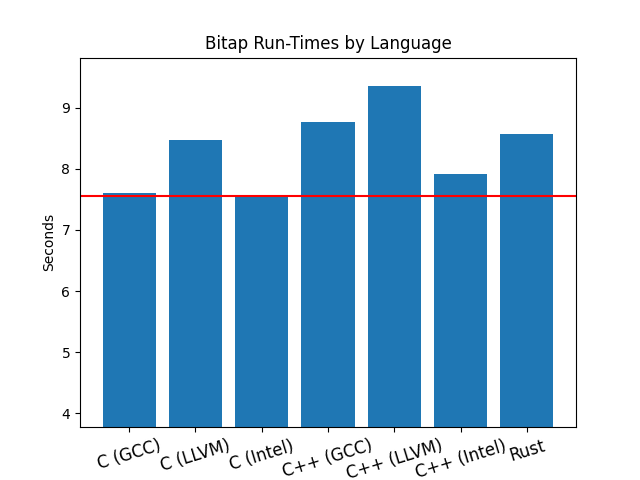 Bitap Run-Times by Language
Seconds
9
8
7
6
5
4
C (GCC)
C (LLVM)
C (Intel)
C++ (GCC)
C++ (LLVM)
C++ (Intel)
Rust